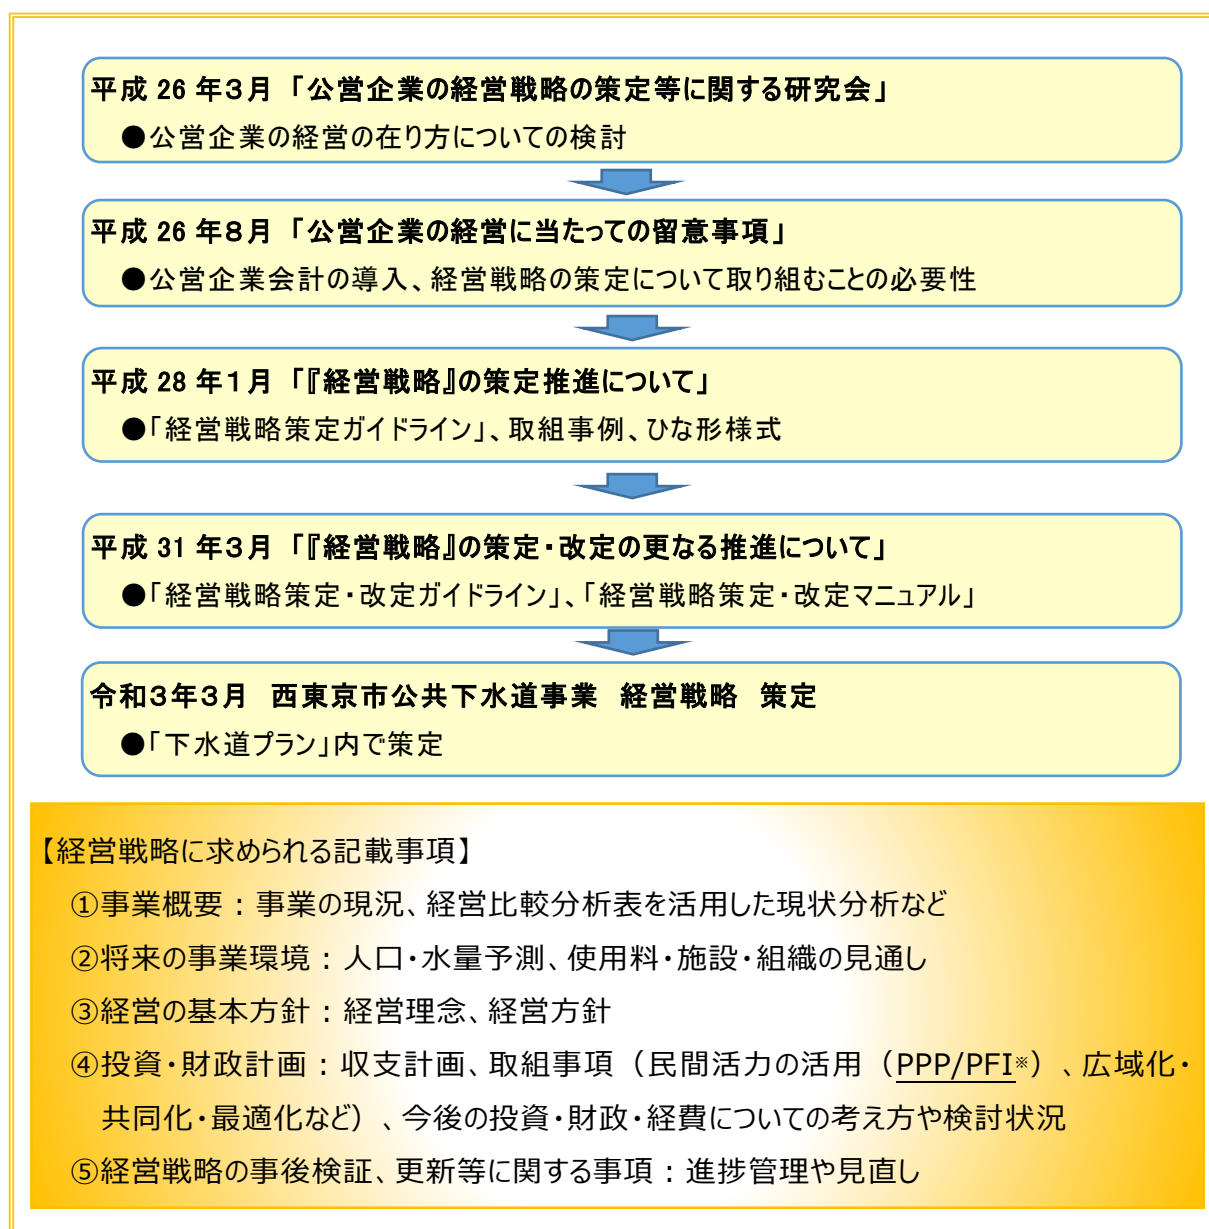 平成 26 年３月 「公営企業の経営戦略の策定等に関する研究会」
●公営企業の経営の在り方についての検討
平成 26 年８月 「公営企業の経営に当たっての留意事項」
●公営企業会計の導入、経営戦略の策定について取り組むことの必要性
平成 28 年１月 「『経営戦略』の策定推進について」
●「経営戦略策定ガイドライン」、取組事例、ひな形様式
平成 31 年３月 「『経営戦略』の策定・改定の更なる推進について」
●「経営戦略策定・改定ガイドライン」、「経営戦略策定・改定マニュアル」
令和３年３月　西東京市公共下水道事業　経営戦略　策定
●「下水道プラン」内で策定
【経営戦略に求められる記載事項】
①事業概要：事業の現況、経営比較分析表を活用した現状分析など
②将来の事業環境：人口・水量予測、使用料・施設・組織の見通し
③経営の基本方針：経営理念、経営方針
④投資・財政計画：収支計画、取組事項（民間活力の活用（PPP/PFI※）、広域化・
共同化・最適化など）、今後の投資・財政・経費についての考え方や検討状況
⑤経営戦略の事後検証、更新等に関する事項：進捗管理や見直し